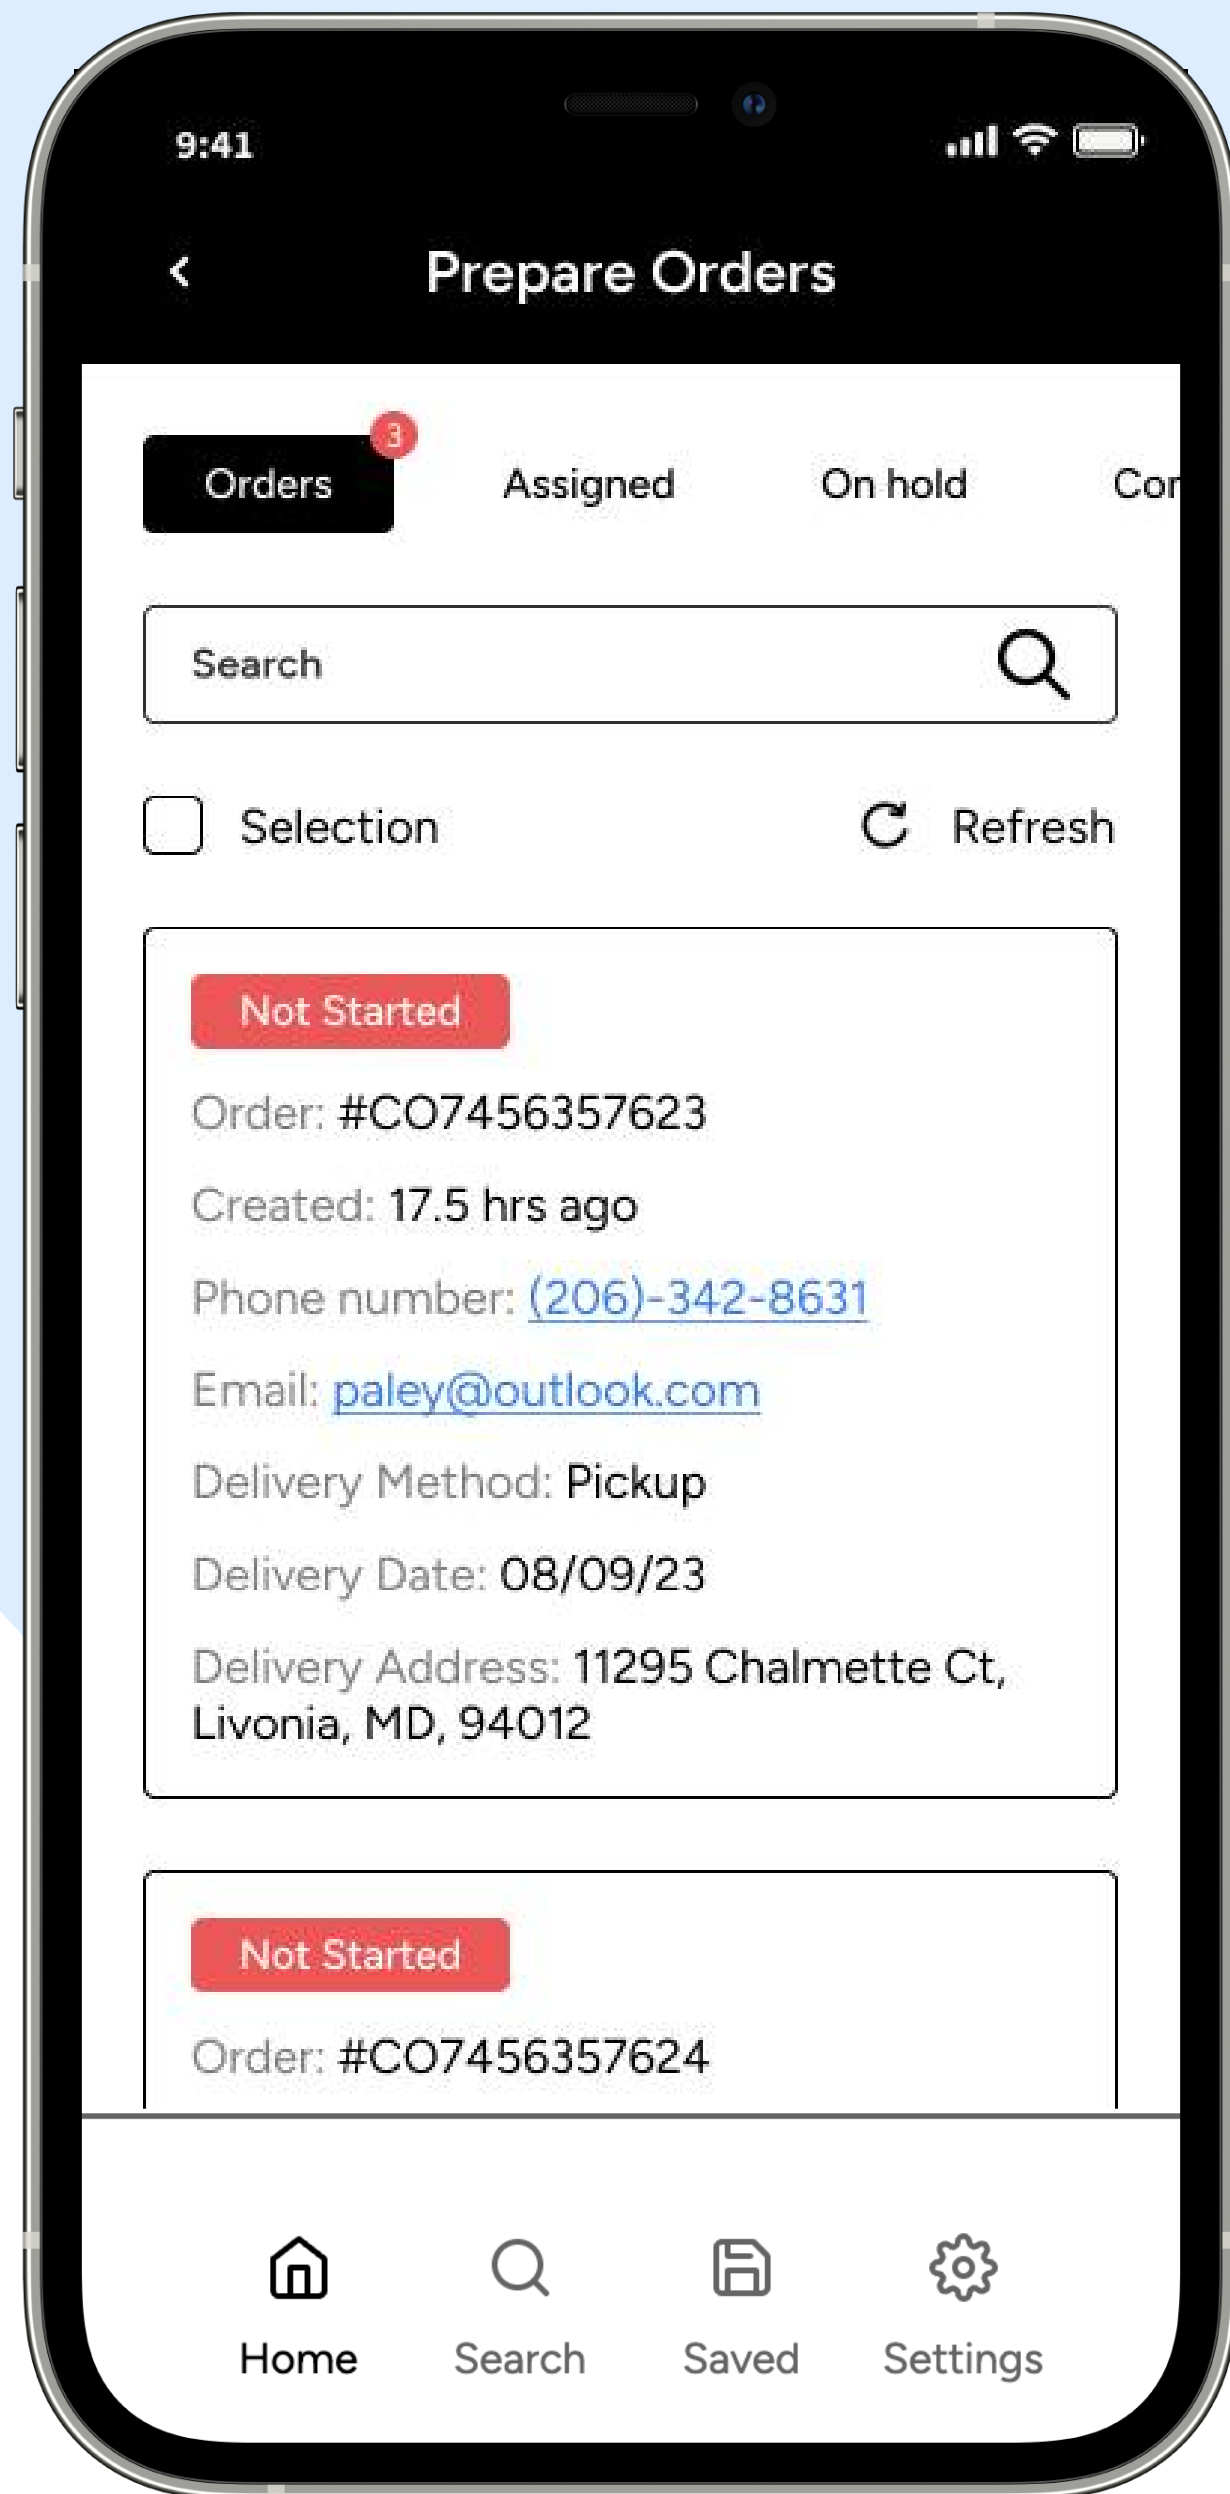 9:41
Prepare Orders
3
Orders Assigned On hold
Search
Selection Refresh
Not Started
Order: #CO7456357623
Created: 17.5 hrs ago
Phone number: (206)-342-8631
Email: paley@outlook.com
Delivery Method: Pickup
Delivery Date: 08/09/23
Delivery Address: 11295 Chalmette Ct,
Livonia, MD, 94012
Not Started
Order: #CO7456357624
Home Search Saved Settings